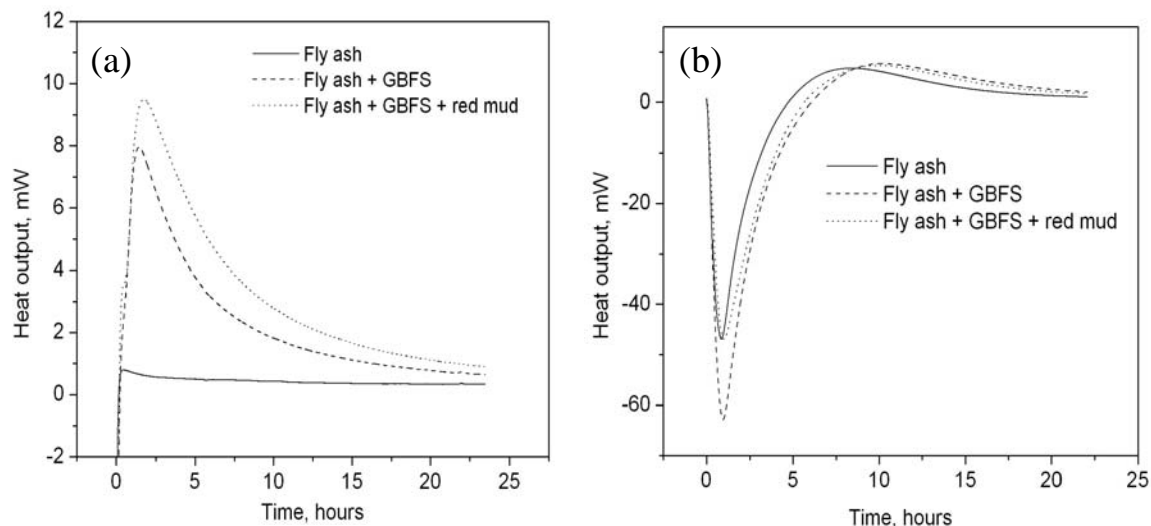 (a)
Fly ash
Fly ash + GBFS
Fly ash + GBFS + red mud
Heat output, mW
12
10
8
6
4
2
0
-2
0 5 10 15 20 25
Time, hours
(b)
Fly ash
Fly ash + GBFS
Fly ash + GBFS + red mud
Heat output, mW
0
-20
-40
-60
0 5 10 15 20 25
Time, hours